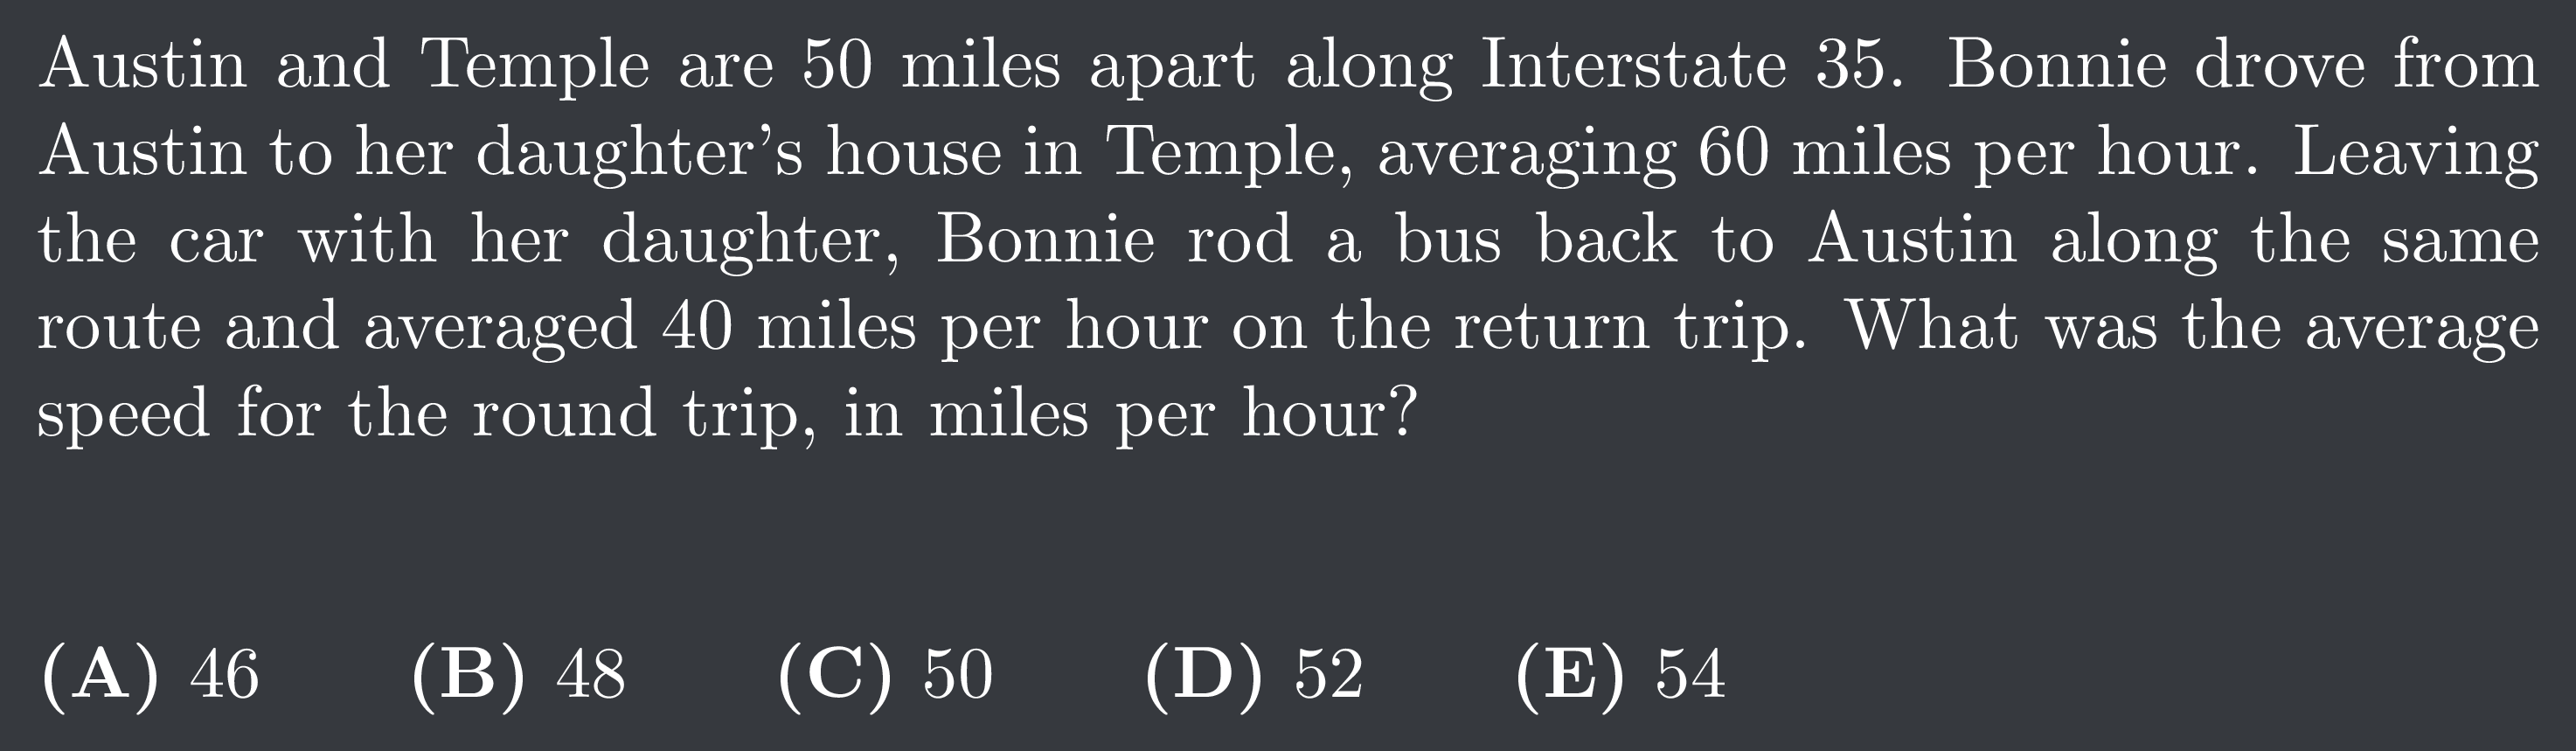 Austin and Temple are 50 miles apart along Interstate 35. Bonnie drove from
Austin to her daughter's house in Temple, averaging 60 miles per hour. Leaving
the car with her daughter, Bonnie rod a bus back to Austin along the same
route and averaged 40 miles per hour on the return trip. What was the average
speed for the round trip, in miles per hour?
(A) 46 (B) 48 (C) 50 (D) 52 (E) 54